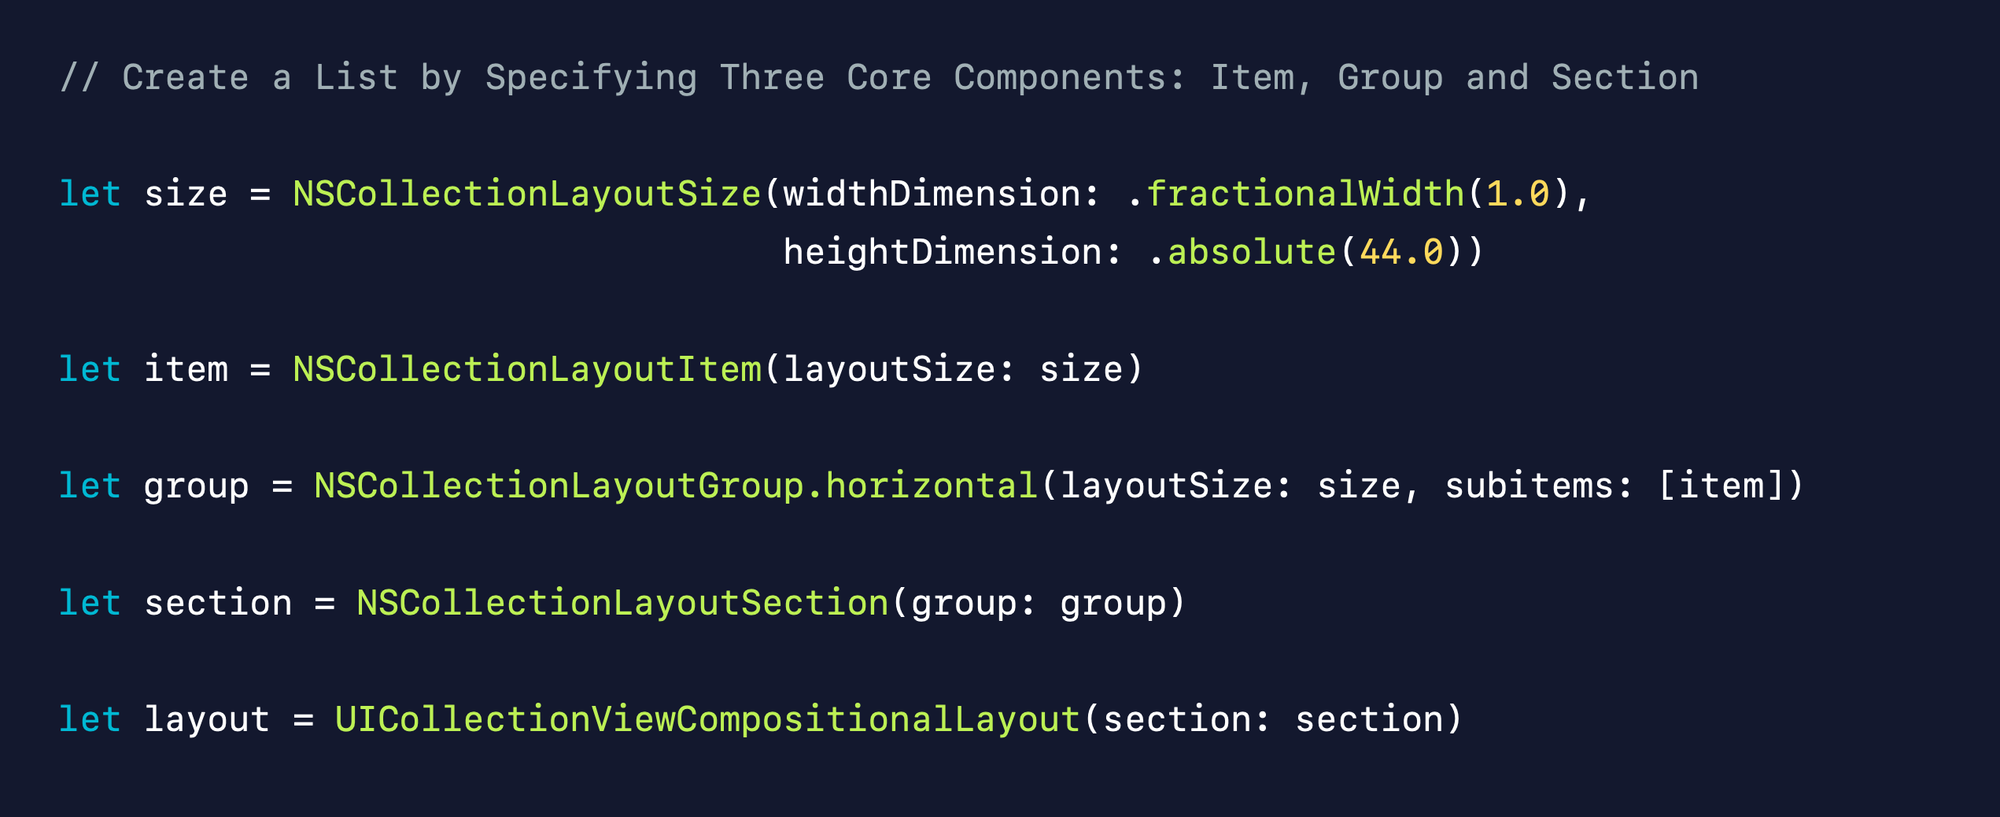 // Create a List by Specifying Three Core Components: Item, Group and Section
let size = NSCollectionLayoutSize(widthDimension: .fractionalWidth(1.0),
heightDimension: .absolute(44.0))
let item = NSCollectionLayoutItem(layoutSize: size)
let group = NSCollectionLayoutGroup.horizontal(layoutSize: size, subitems: [item])
let section = NSCollectionLayoutSection(group: group)
let layout = UICollectionViewCompositionalLayout(section: section)